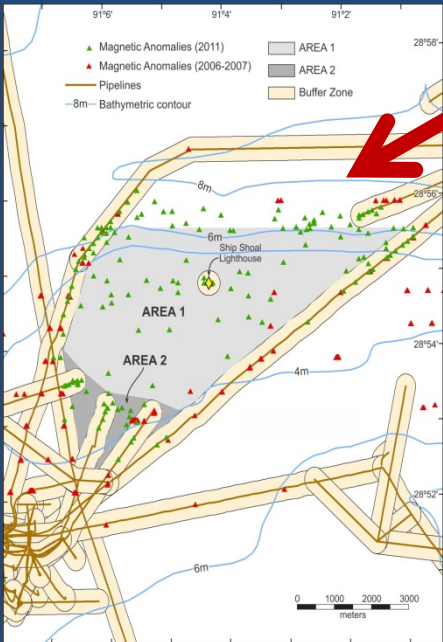 91°6' 91°4' 91°2'
Magnetic Anomalies (2011)
Magnetic Anomalies (2006-2007)
Pipelines
8m Bathymetric contour
AREA 1
AREA 2
Buffer Zone
28°58'
28°56'
8m
6m
Ship Shoal
Lighthouse
AREA 1
28°54'
AREA 2
4m
28°52'
6m
0 1000 2000 3000
meters